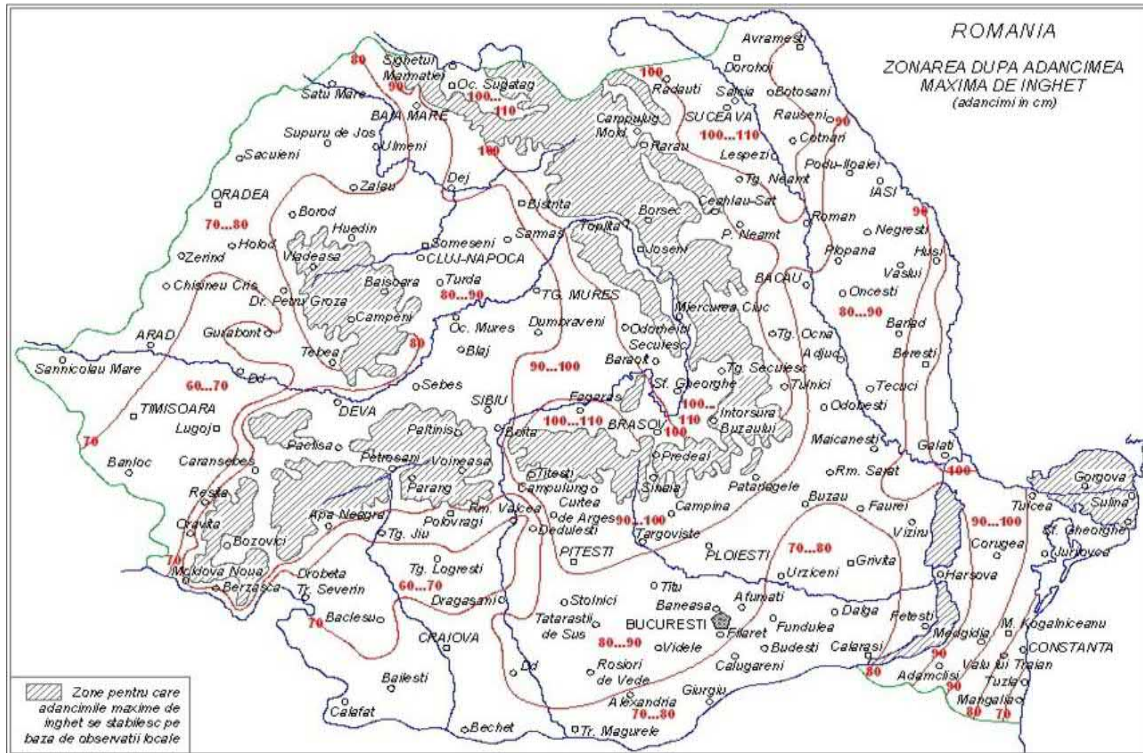 ROMANIA
ZONAREA DUPA ADANCIMEA
MAXIMA DE INGHET
(adancimi in cm)
Avramesti
Dorohoi
80
Sighetul
Marmatiei
Oc. Sugatag
100...
110
90
Satu Mare
BAIA MARE
100
Radauti
Botosani
Salcia
SUCEAVA
100...110
Rauseni
90
Cotnari
Campulug
Mold.
Rarau
Lespezi
Podu-Iloaiei
IASI
Supuru de Jos
Ulmeni
100
Sacuieni
Tg. Neamt
Zalau
Dej
ORADEA
70...80
Bistrita
Ceahlau-Sat
Borod
Borsec
Toplita
P. Neamt
Roman
90
Negresti
Husi
Holod
Huedin
Someseni
Sarmas
Joseni
Plopana
Zerind
Vladeasa
CLUJ-NAPOCA
BACAU
Vaslui
Chisineu Cris
Dr. Petru Groza
Baisoara
Turda
80...90
TG. MURES
Miercurea Ciuc
Oncesti
80...90
Campeni
Gurabont
Oc. Mures
Dumbraveni
Odorheiul
Secuiesc
Tg. Ocna
Barlad
ARAD
Tebea
80
Blaj
Baraolt
Adjud
Beresti
Sannicolau Mare
60...70
Dd
Sebes
90...100
Tg. Secuiesc
Sf. Gheorghe
Tulnici
Tecuci
TIMISOARA
DEVA
SIBIU
Fagaras
100...110
100...
110
Intorsura
Buzaului
Odobesti
Lugoj
70
Paltinis
Boita
BRASOV
100
Maicanesti
Galati
Banloc
Caransebes
Paclisa
Petrosani
Voineasa
Predeal
Rm. Sarat
100
Gorgova
Titesti
Parang
Campulung
Sinaia
Patarlagele
Tulcea
Sulina
Resita
Rm. Valcea
Curtea
de Arges
90...100
Campina
Buzau
Faurei
90...100
Sf. Gheorghe
Oravita
Apa Neagra
Polovragi
Dedulesti
Viziru
Bozovici
Tg. Jiu
Targoviste
PLOIESTI
70...80
Corugea
Jurilovca
70
Moldova Noua
Drobeta
Tr. Severin
Tg. Logresti
PITESTI
Grivita
Urziceni
Harsova
Berzasca
60...70
Titu
Dragasani
Stolnici
Baneasa
Afumati
Dalga
Fetesti
M. Kogalniceanu
70
Baclesu
Tatarastii
de Sus
BUCURESTI
Filaret
Fundulea
Medgidia
CONSTANTA
CRAIOVA
80...90
Videle
Budesti
Calarasi
90
Valu lui Traian
Calugareni
80
Adamclisi
Tuzla
Dd
Rosiori
de Vede
90
Mangalia
Bailesti
Alexandria
Giurgiu
80
70
70...80
Calafat
Bechet
Tr. Magurele
Zone pentru care
adancimile maxime de
inghet se stabilesc pe
baza de observatii locale